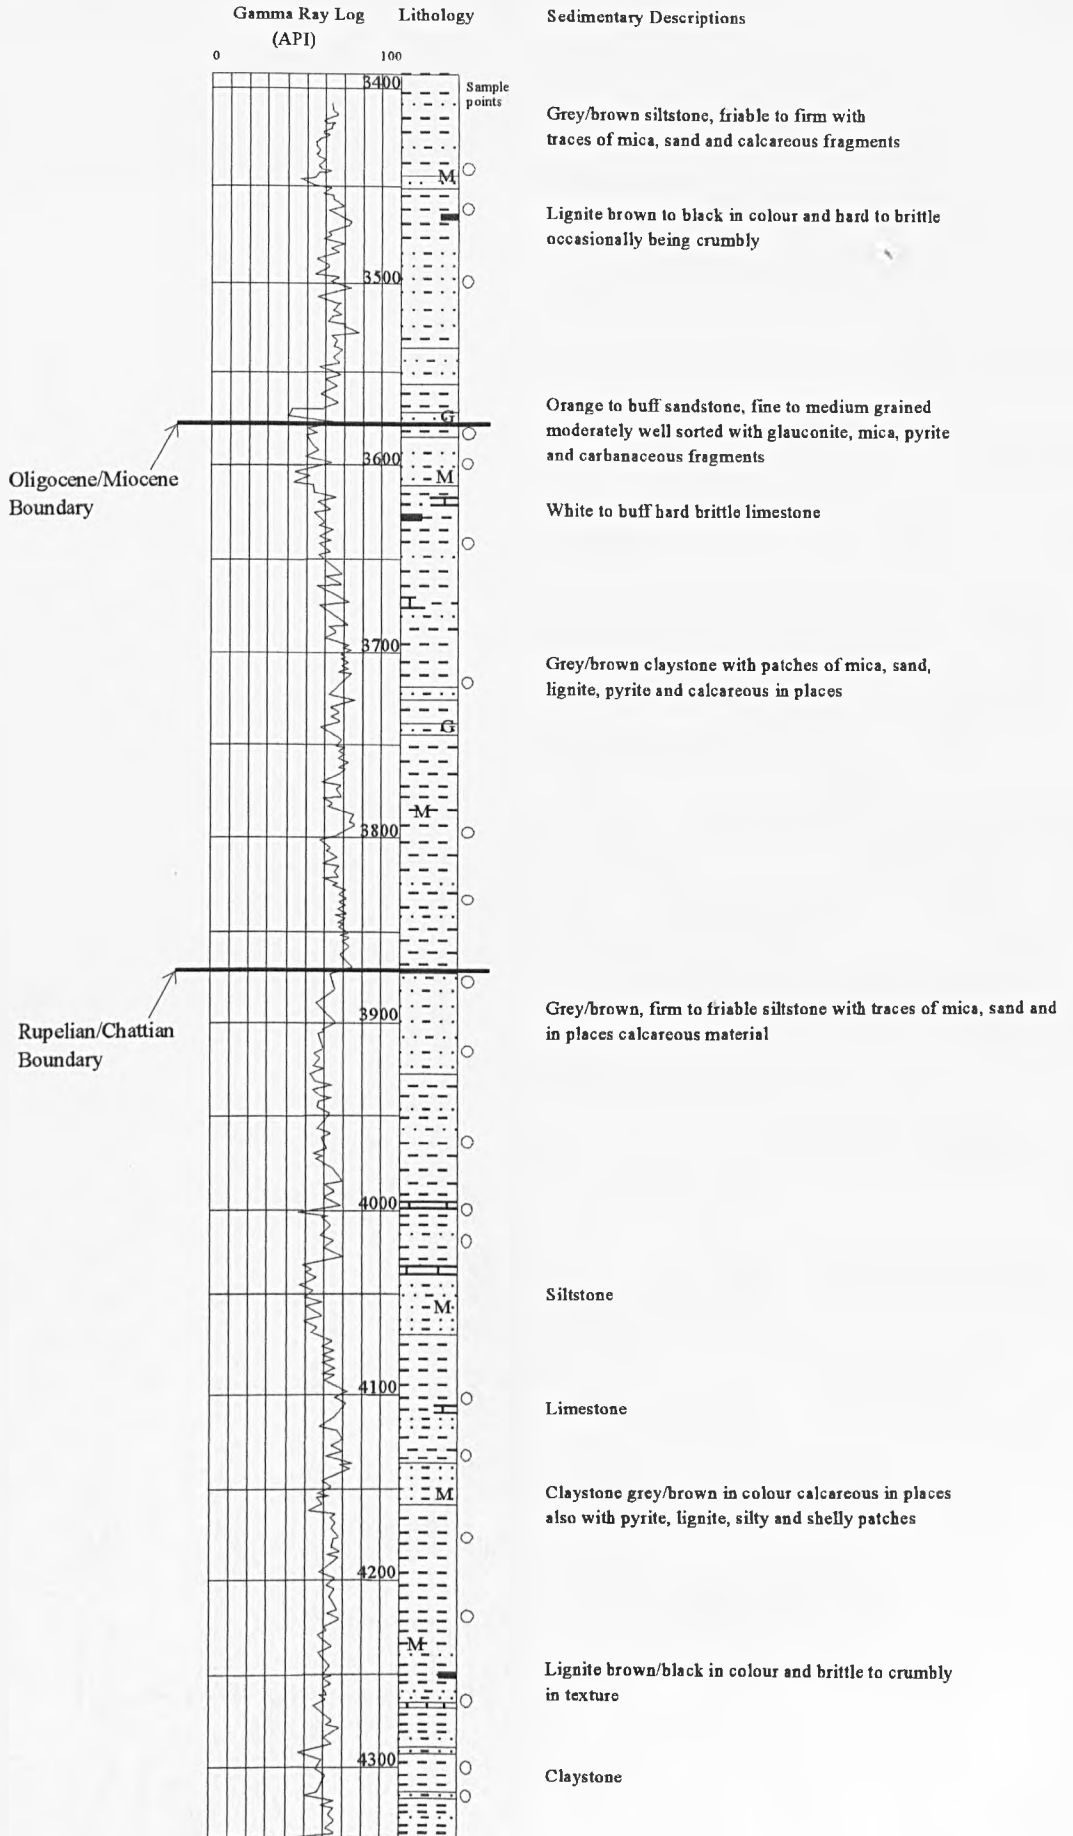 Gamma Ray Log Lithology Sedimentary Descriptions
(API)
0 100
3400 Sample
points
Grey/brown siltstone, friable to firm with
traces of mica, sand and calcareous fragments
M
Lignite brown to black in colour and hard to brittle
occasionally being crumbly
3500
Orange to buff sandstone, fine to medium grained
G
moderately well sorted with glauconite, mica, pyrite
and carbanaceous fragments
3600
Oligocene/Miocene
Boundary
M
White to buff hard brittle limestone
3700
Grey/brown claystone with patches of mica, sand,
lignite, pyrite and calcareous in places
G
M
3800
Grey/brown, firm to friable siltstone with traces of mica, sand and
in places calcareous material
3900
Rupelian/Chattian
Boundary
4000
Siltstone
M
4100
Limestone
Claystone grey/brown in colour calcareous in places
also with pyrite, lignite, silty and shelly patches
M
4200
M
Lignite brown/black in colour and brittle to crumbly
in texture
4300
Claystone